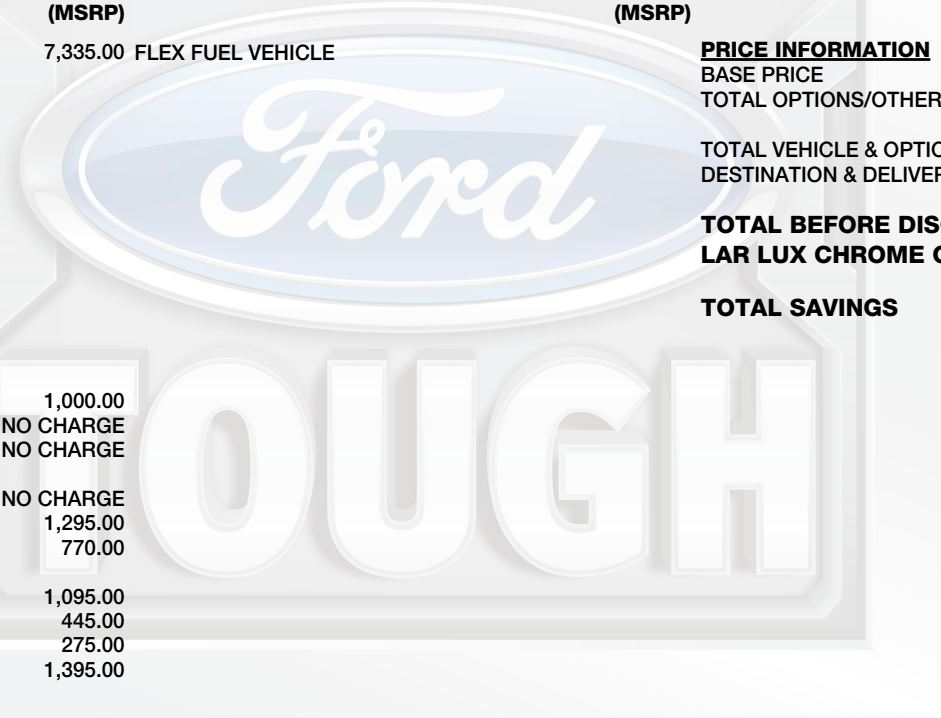 (MSRP) (MSRP)
7,335.00 FLEX FUEL VEHICLE
PRICE INFORMATION
BASE PRICE
TOTAL OPTIONS/OTHER
TOTAL VEHICLE & OPTIO
DESTINATION & DELIVER
TOTAL BEFORE DIS
LAR LUX CHROME
TOTAL SAVINGS
Ford
TOUGH
1,000.00
NO CHARGE
NO CHARGE
NO CHARGE
1,295.00
770.00
1,095.00
445.00
275.00
1,395.00